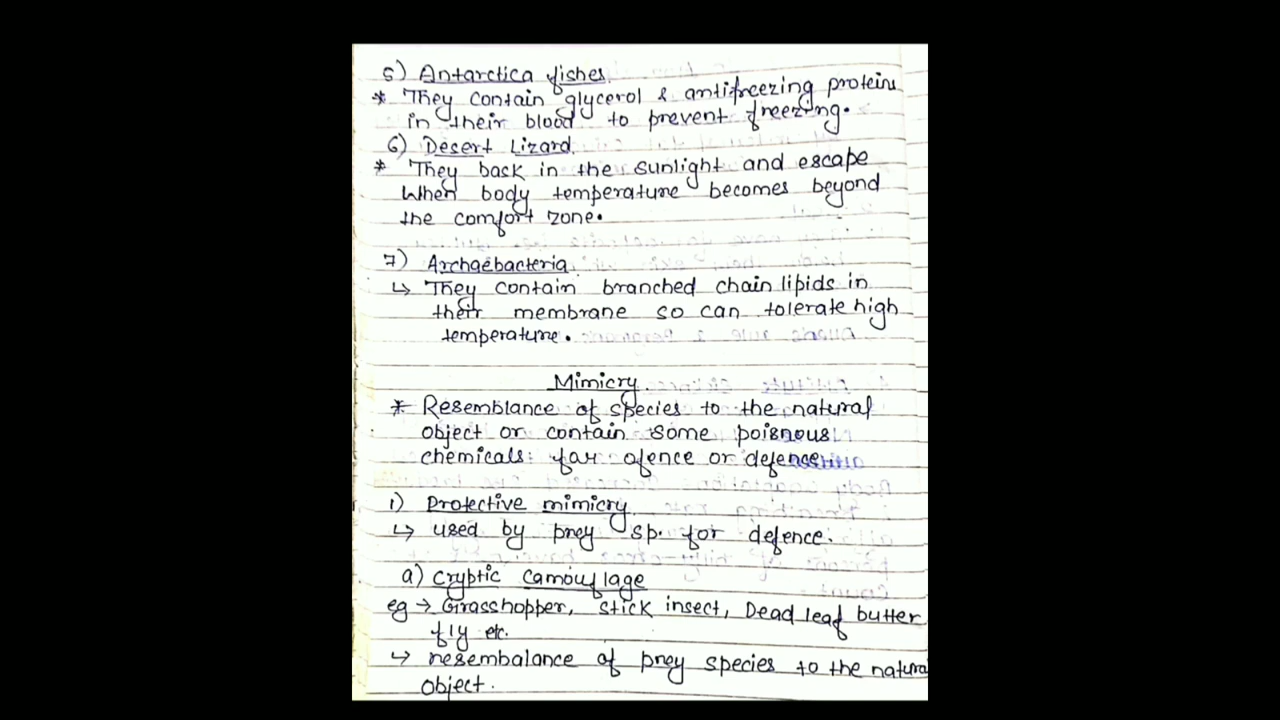 5) Antarctica fishes.
* They contain glycerol & antifreezing proteins
in their blood to prevent freezing.
6) Desert Lizard.
* They back in the sunlight and escape
When body temperature becomes beyond
the comfort zone.
7) Archaebacteria.
↳ They contain branched chain lipids in
their membrane so can tolerate high
temperature.
Mimicry.
* Resemblance of species to the natural
object or contain some poisnous
chemicals: for ofence or defence
1) Protective mimicry.
↳ used by prey sp. for defence.
a) cryptic camouflage
eg → Grasshopper, stick insect, Dead leaf butter
fly etc.
↳ resembalance of prey species to the natural
object.